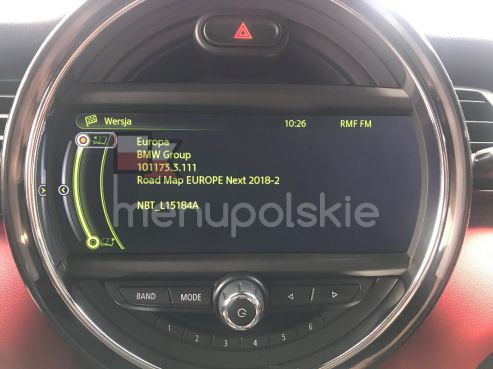 Wersja 10:26 RMF FM
Europa
BMW Group
101173.3.111
Road Map EUROPE Next 2018-2
NBT_L15184A
menupolskie
BAND MODE
1 2 3 4 5 6